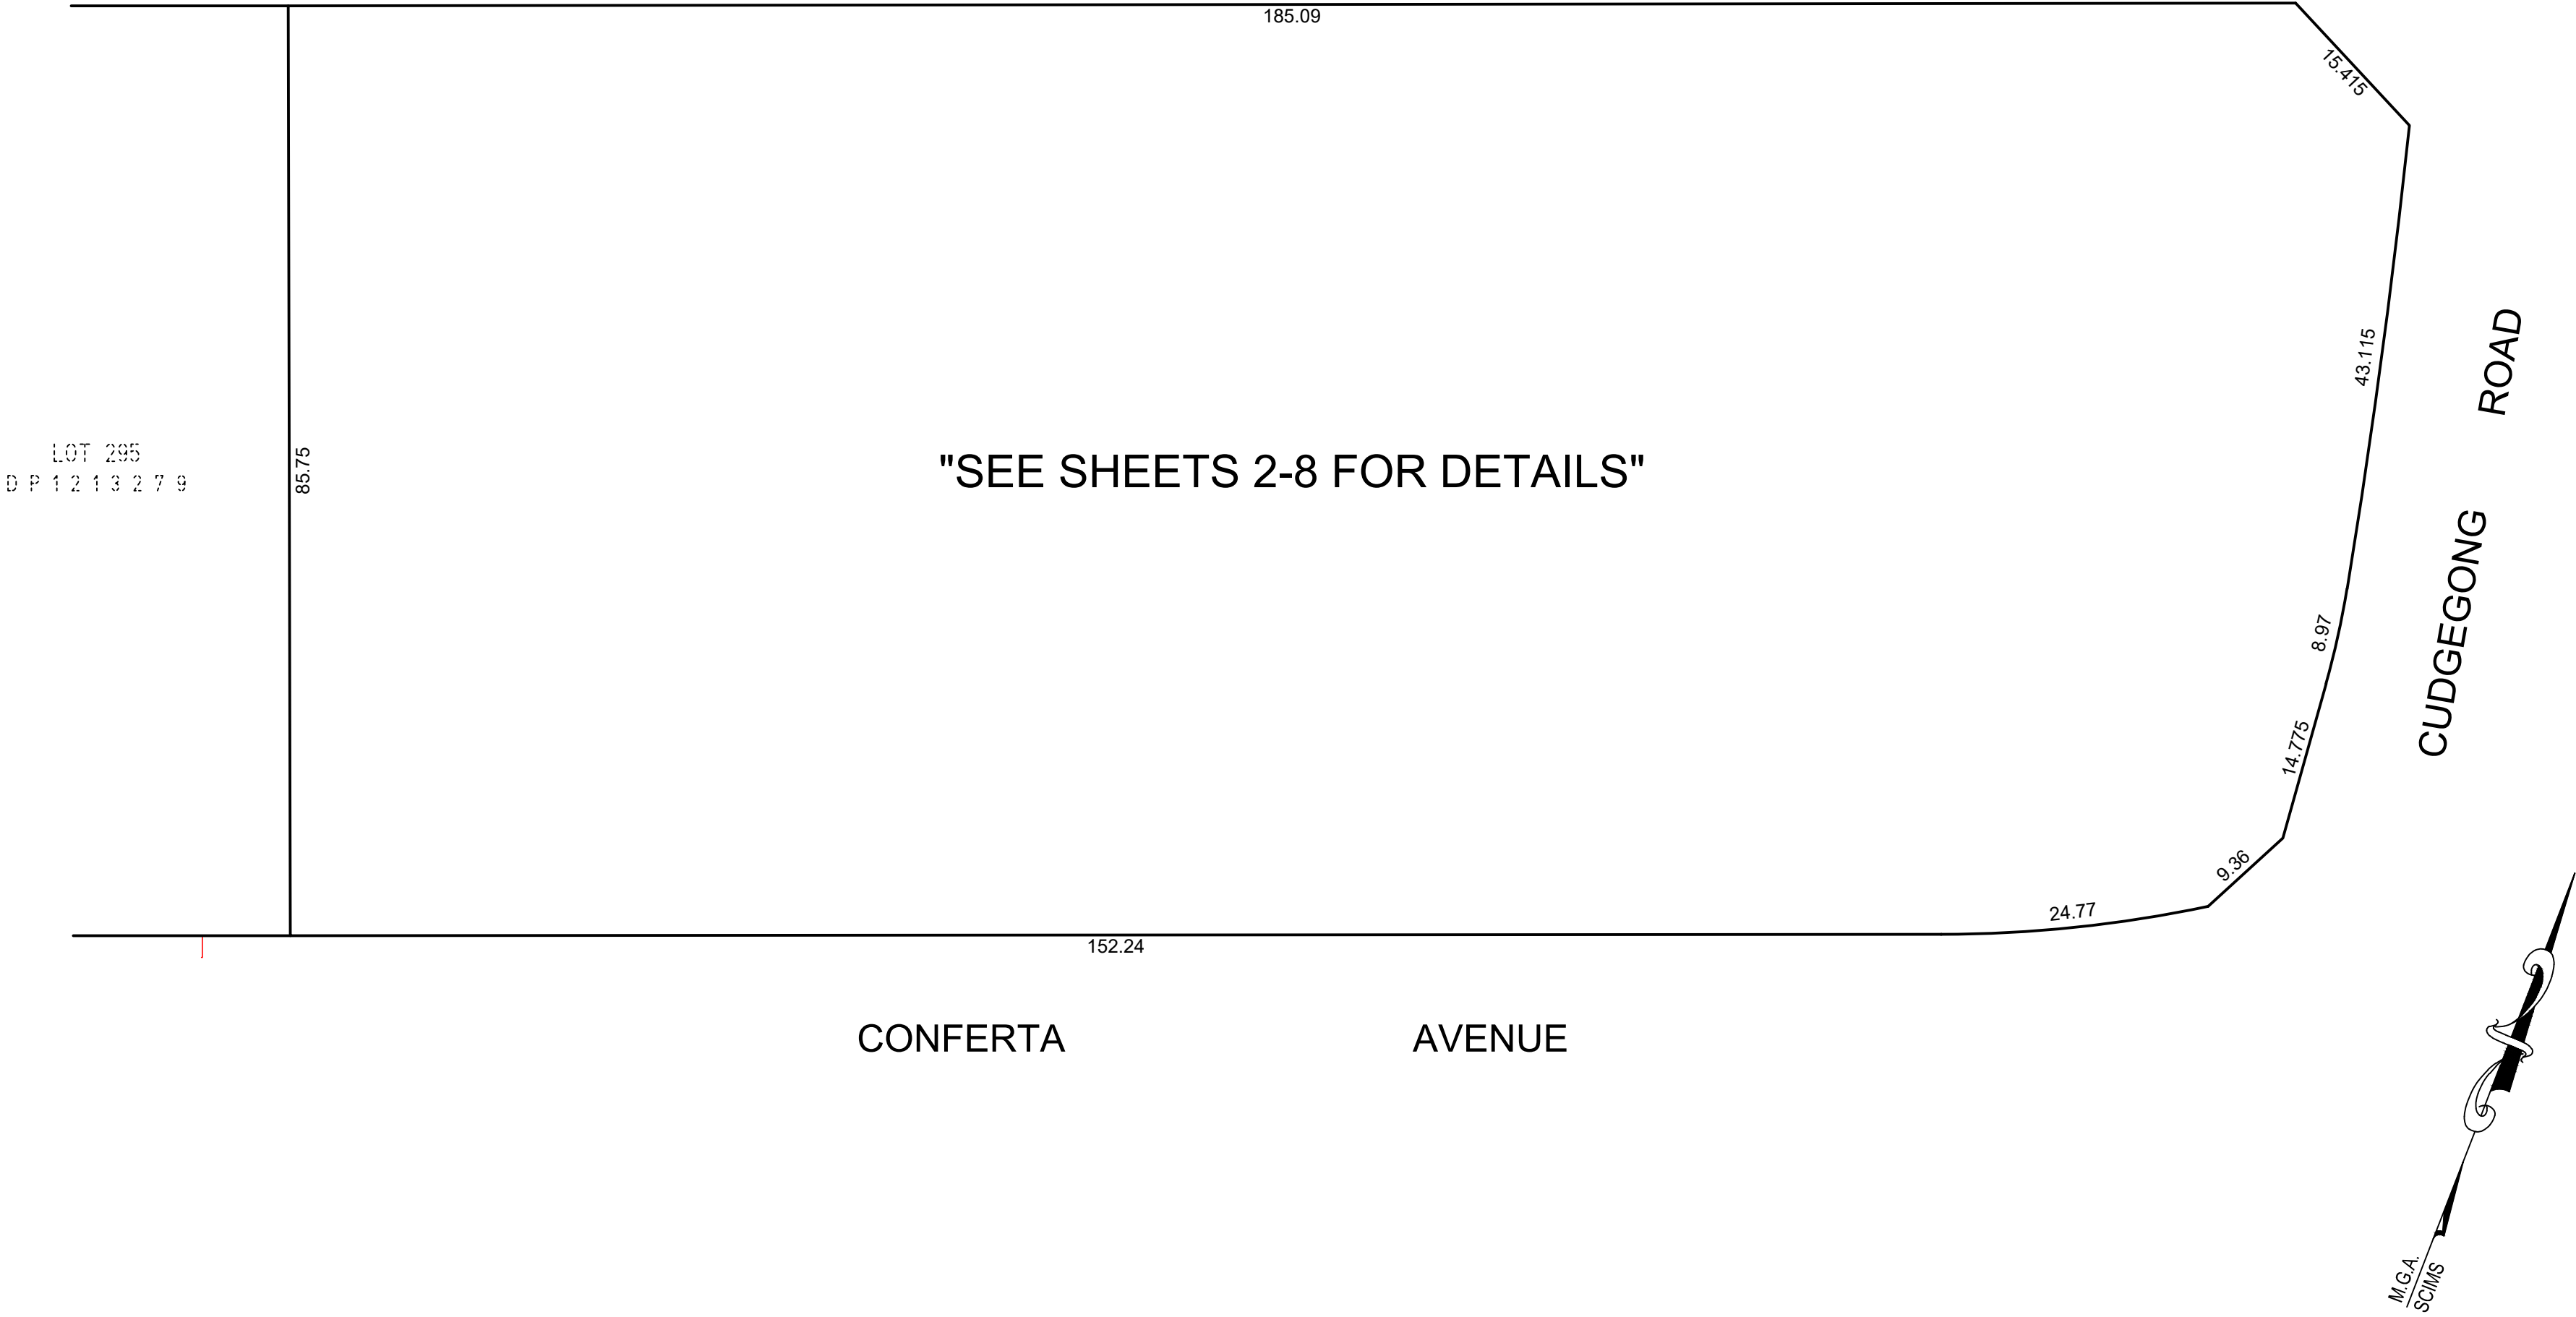 185.09
15.415
43.115
ROAD
LOT 295
DP1213279
85.75
"SEE SHEETS 2-8 FOR DETAILS"
CUDGEGONG
8.97
14.775
9.36
24.77
152.24
CONFERTA AVENUE
M.G.A.
SCIMS